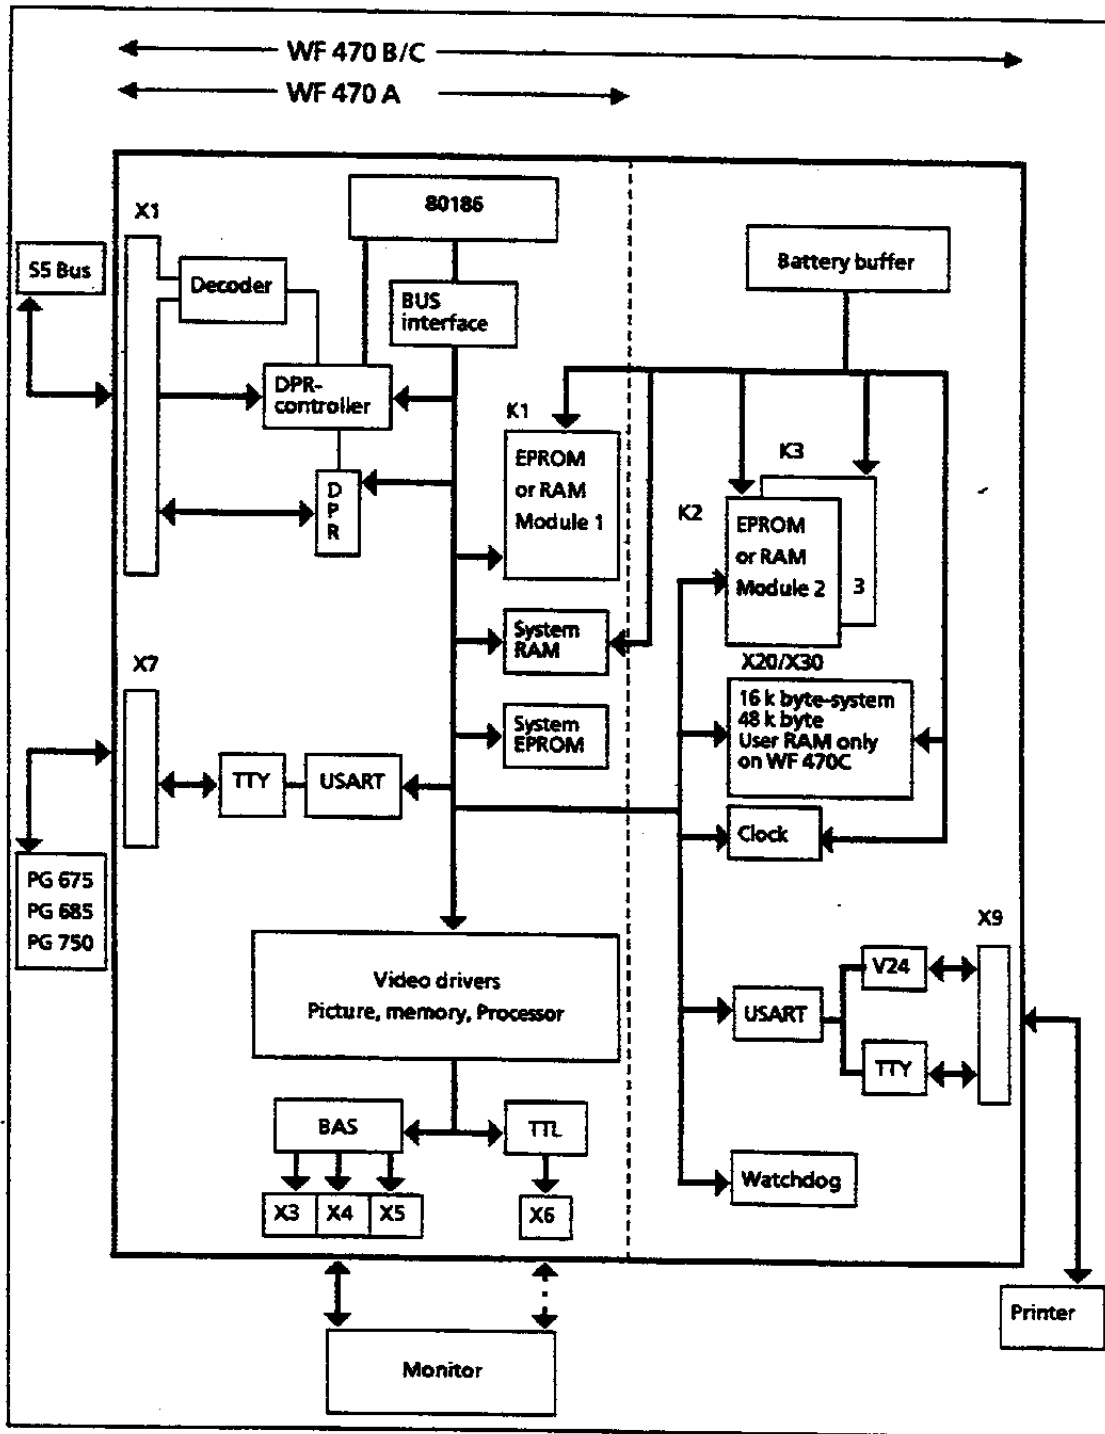 WF 470 B/C
WF 470 A
80186
X1
S5 Bus
Decoder
BUS
interface
Battery buffer
DPR-
controller
K1
EPROM
or RAM
Module 1
D
P
R
K3
K2
EPROM
or RAM
Module 2
3
System
RAM
X7
X20/X30
16 k byte-system
48 k byte
User RAM only
on WF 470C
System
EPROM
TTY
USART
Clock
PG 675
PG 685
PG 750
X9
Video drivers
Picture, memory, Processor
V24
USART
TTY
BAS
TTL
Watchdog
X3
X4
X5
X6
Printer
Monitor